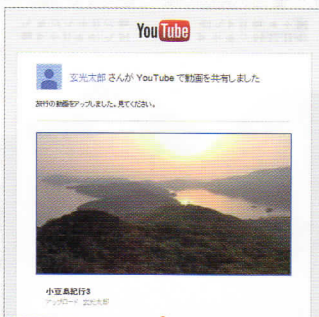 YouTube
玄光太郎 さんが YouTube で動画を共有しました
旅行の動画をアップしました。見てください。
小豆島紀行3
アップロード 玄光太郎